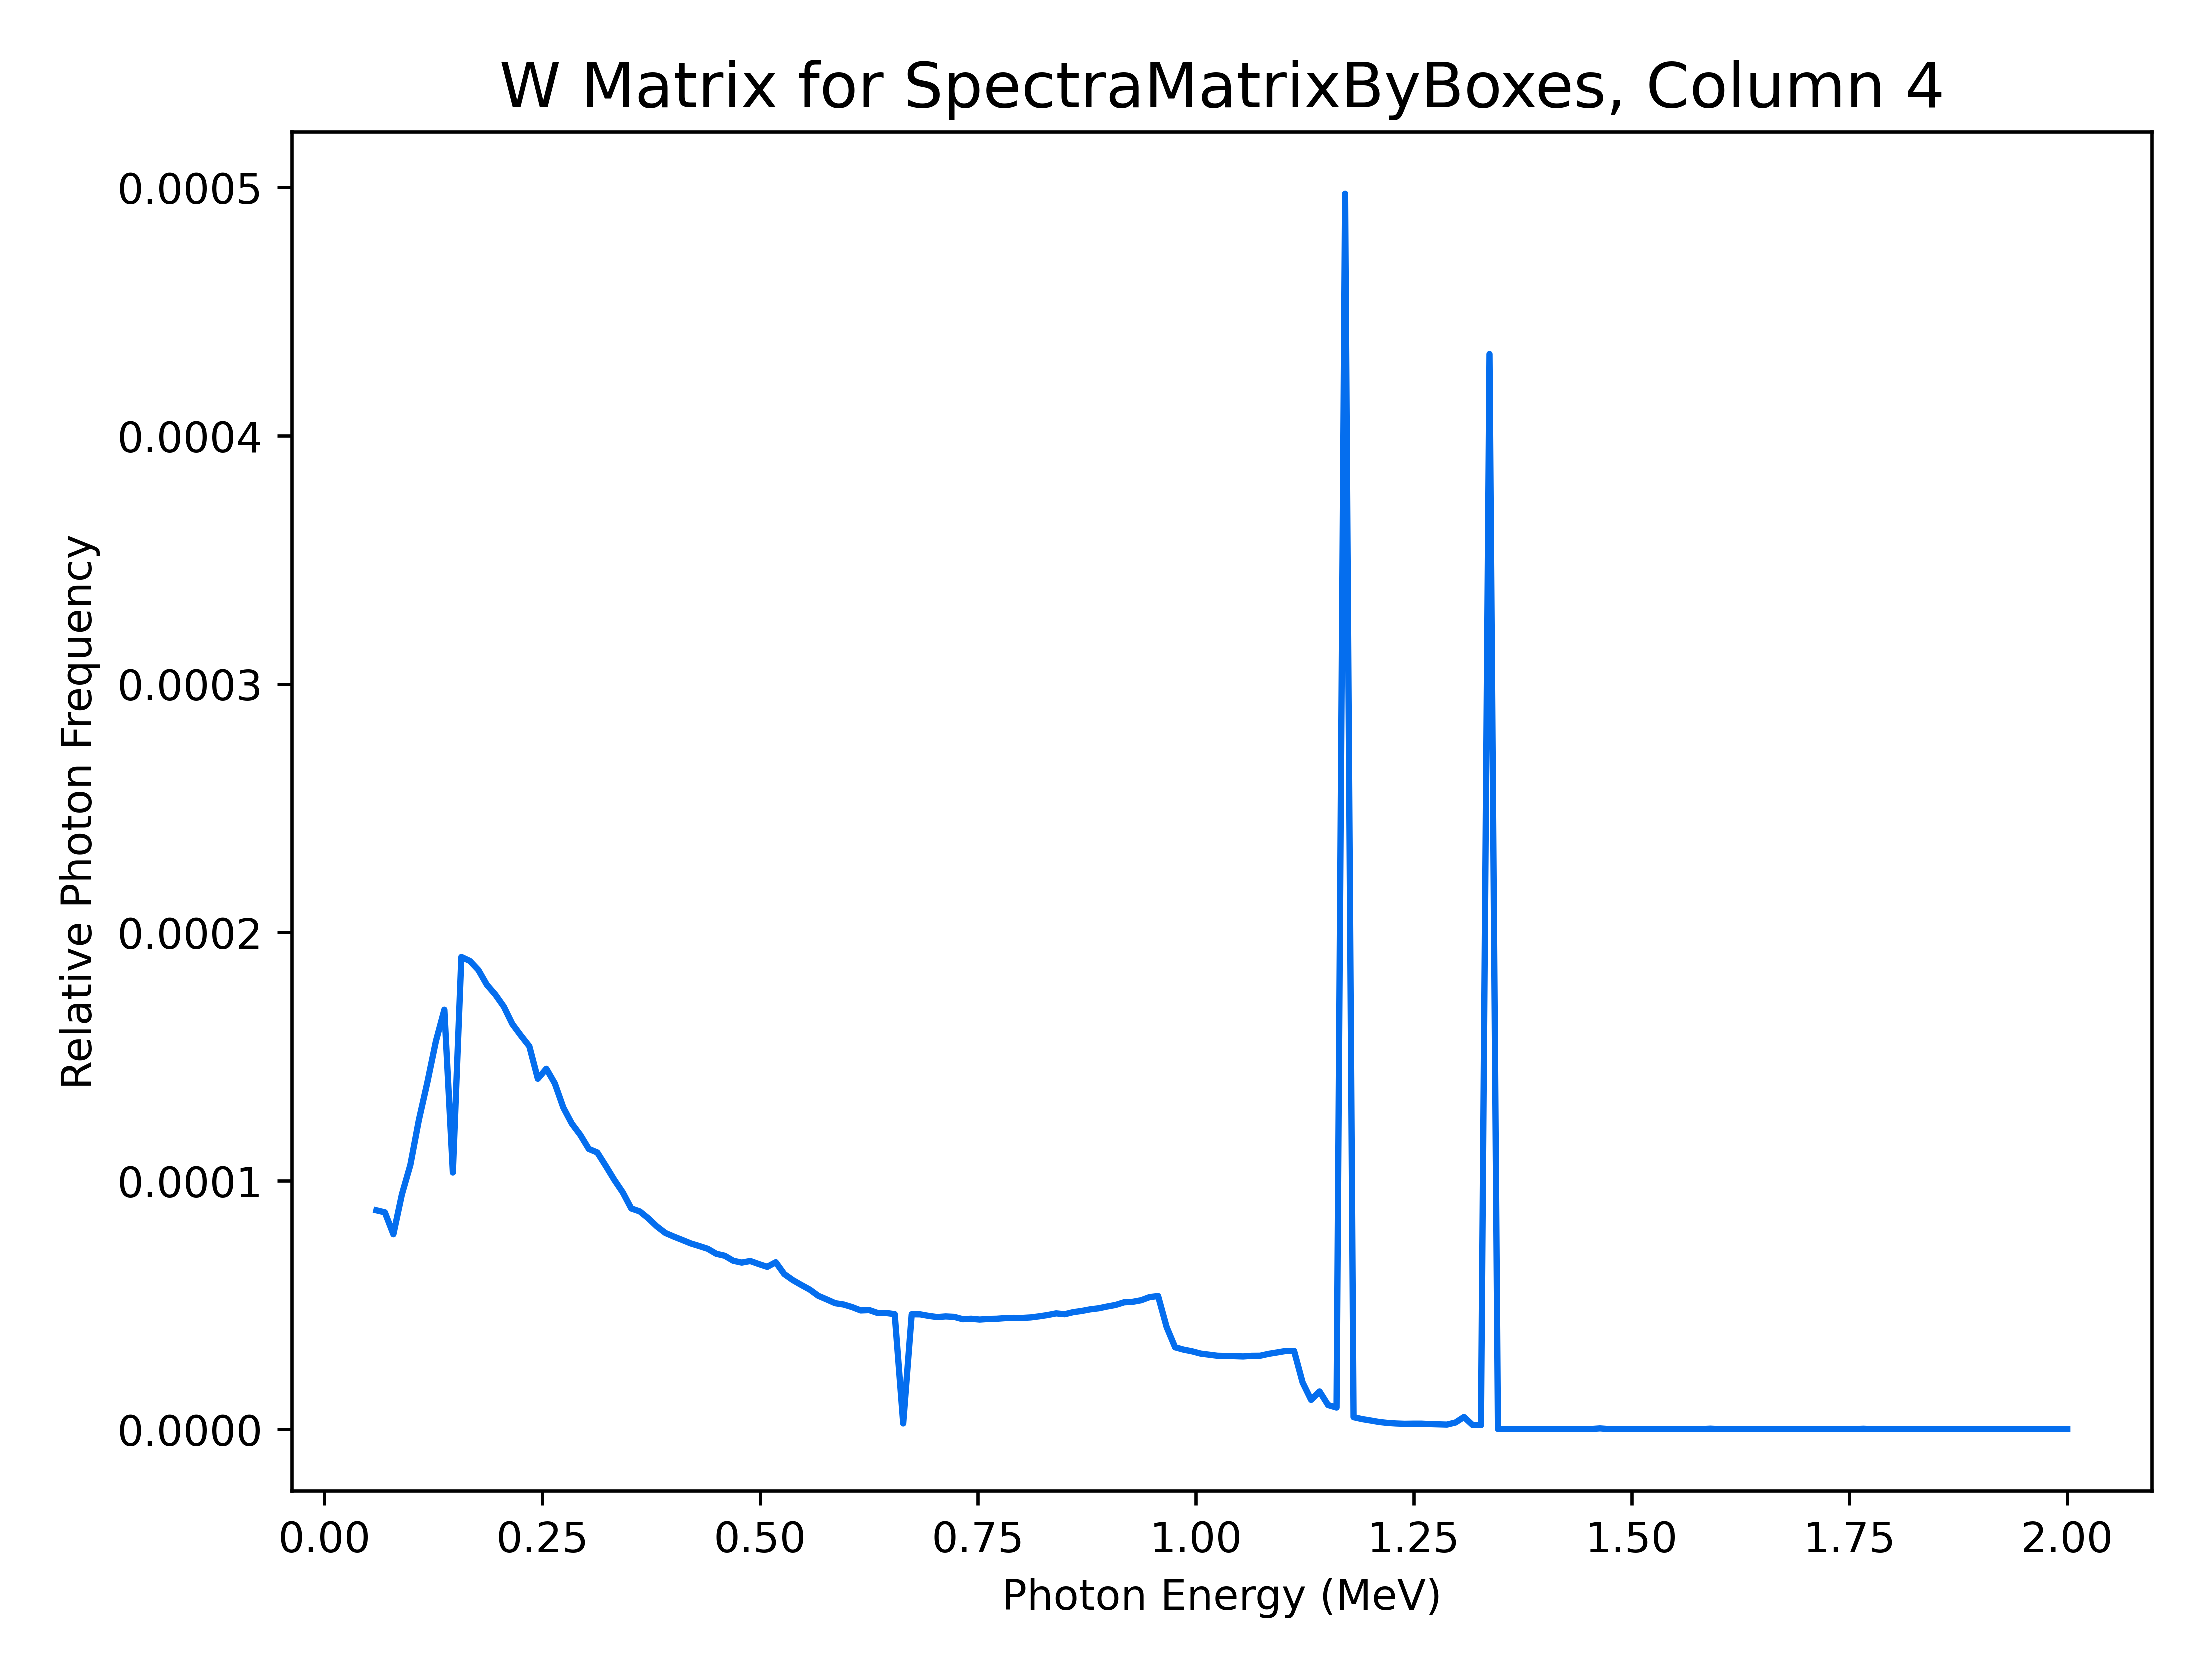 W Matrix for SpectraMatrixByBoxes, Column 4
0.0005
0.0004
0.0003
0.0002
0.0001
0.0000
Relative Photon Frequency
0.00 0.25 0.50 0.75 1.00 1.25 1.50 1.75 2.00
Photon Energy (MeV)